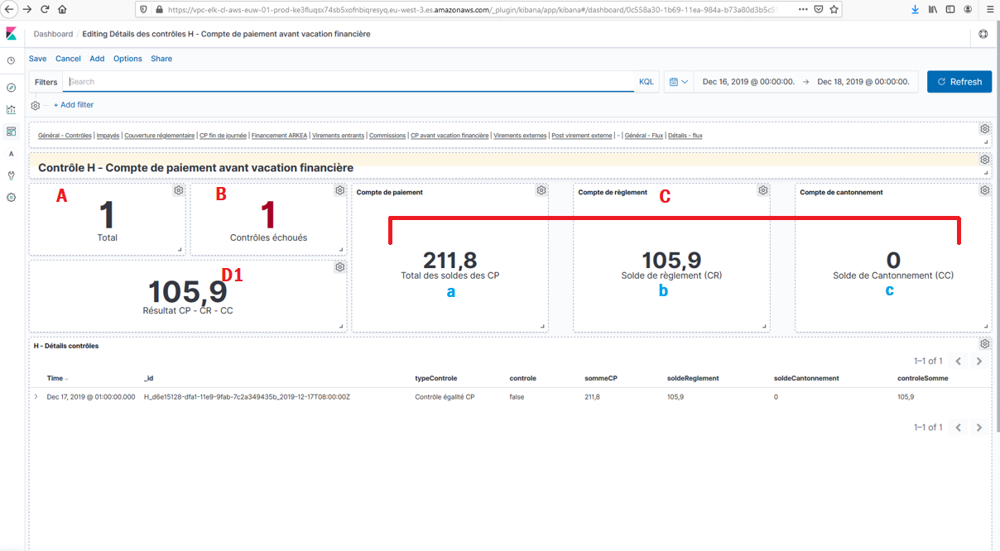 https://vpc-elk-cl-aws-euw-01-prod-ke3fluqsx74sb5xofnbiqresyq.eu-west-3.es.amazonaws.com/_plugin/kibana/app/kibana#/dashboard/0c558a30-1b69-11ea-984a-b73a80d3b5c5
Dashboard / Editing Détails des contrôles H - Compte de paiement avant vacation financière
Save Cancel Add Options Share
Filters Search KQL Dec 16, 2019 @ 00:00:00. → Dec 18, 2019 @ 00:00:00. Refresh
+ Add filter
Général - Contrôles | Impayés | Couverture réglementaire | CP fin de journée | Financement ARKEA | Virements entrants | Commissions | CP avant vacation financière | Virements externes | Post virement externe | - | Général - Flux | Détails - flux
Contrôle H - Compte de paiement avant vacation financière
A
1
Total
B
1
Contrôles échoués
D1
105,9
Résultat CP - CR - CC
C
Compte de paiement
211,8
Total des soldes des CP
a
Compte de règlement
105,9
Solde de règlement (CR)
b
Compte de cantonnement
0
Solde de Cantonnement (CC)
c
H - Détails contrôles
1–1 of 1
Time _id typeControle controle sommeCP soldeReglement soldeCantonnement controleSomme
Dec 17, 2019 @ 01:00:00.000 H_d6e15128-dfa1-11e9-9fab-7c2a349435b_2019-12-17T08:00:00Z Contrôle égalité CP false 211,8 105,9 0 105,9
1–1 of 1
A